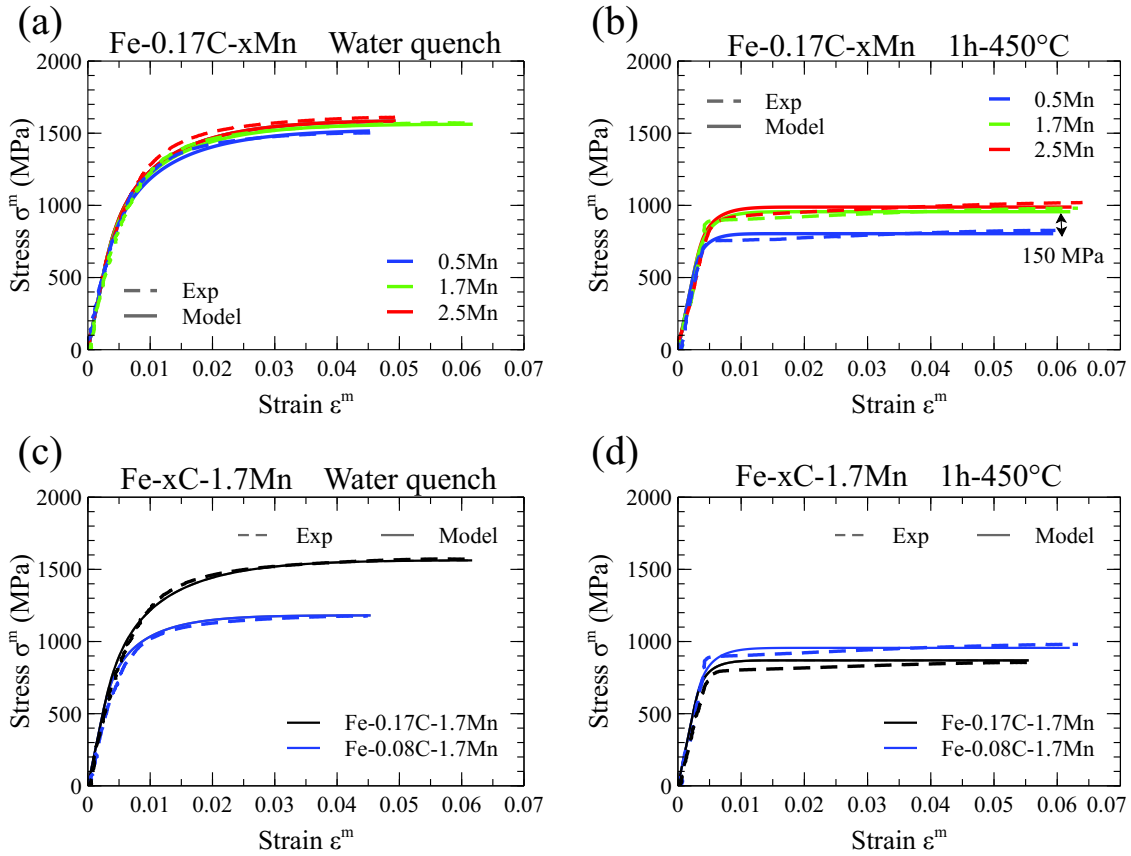 (a)
Fe-0.17C-xMn Water quench
2000
1500
1000
500
0
Stress σᵐ (MPa)
Exp
Model
0.5Mn
1.7Mn
2.5Mn
0 0.01 0.02 0.03 0.04 0.05 0.06 0.07
Strain εᵐ
(b)
Fe-0.17C-xMn 1h-450°C
2000
1500
1000
500
0
Stress σᵐ (MPa)
Exp
Model
0.5Mn
1.7Mn
2.5Mn
150 MPa
0 0.01 0.02 0.03 0.04 0.05 0.06 0.07
Strain εᵐ
(c)
Fe-xC-1.7Mn Water quench
2000
1500
1000
500
0
Stress σᵐ (MPa)
Exp Model
Fe-0.17C-1.7Mn
Fe-0.08C-1.7Mn
0 0.01 0.02 0.03 0.04 0.05 0.06 0.07
Strain εᵐ
(d)
Fe-xC-1.7Mn 1h-450°C
2000
1500
1000
500
0
Stress σᵐ (MPa)
Exp Model
Fe-0.17C-1.7Mn
Fe-0.08C-1.7Mn
0 0.01 0.02 0.03 0.04 0.05 0.06 0.07
Strain εᵐ